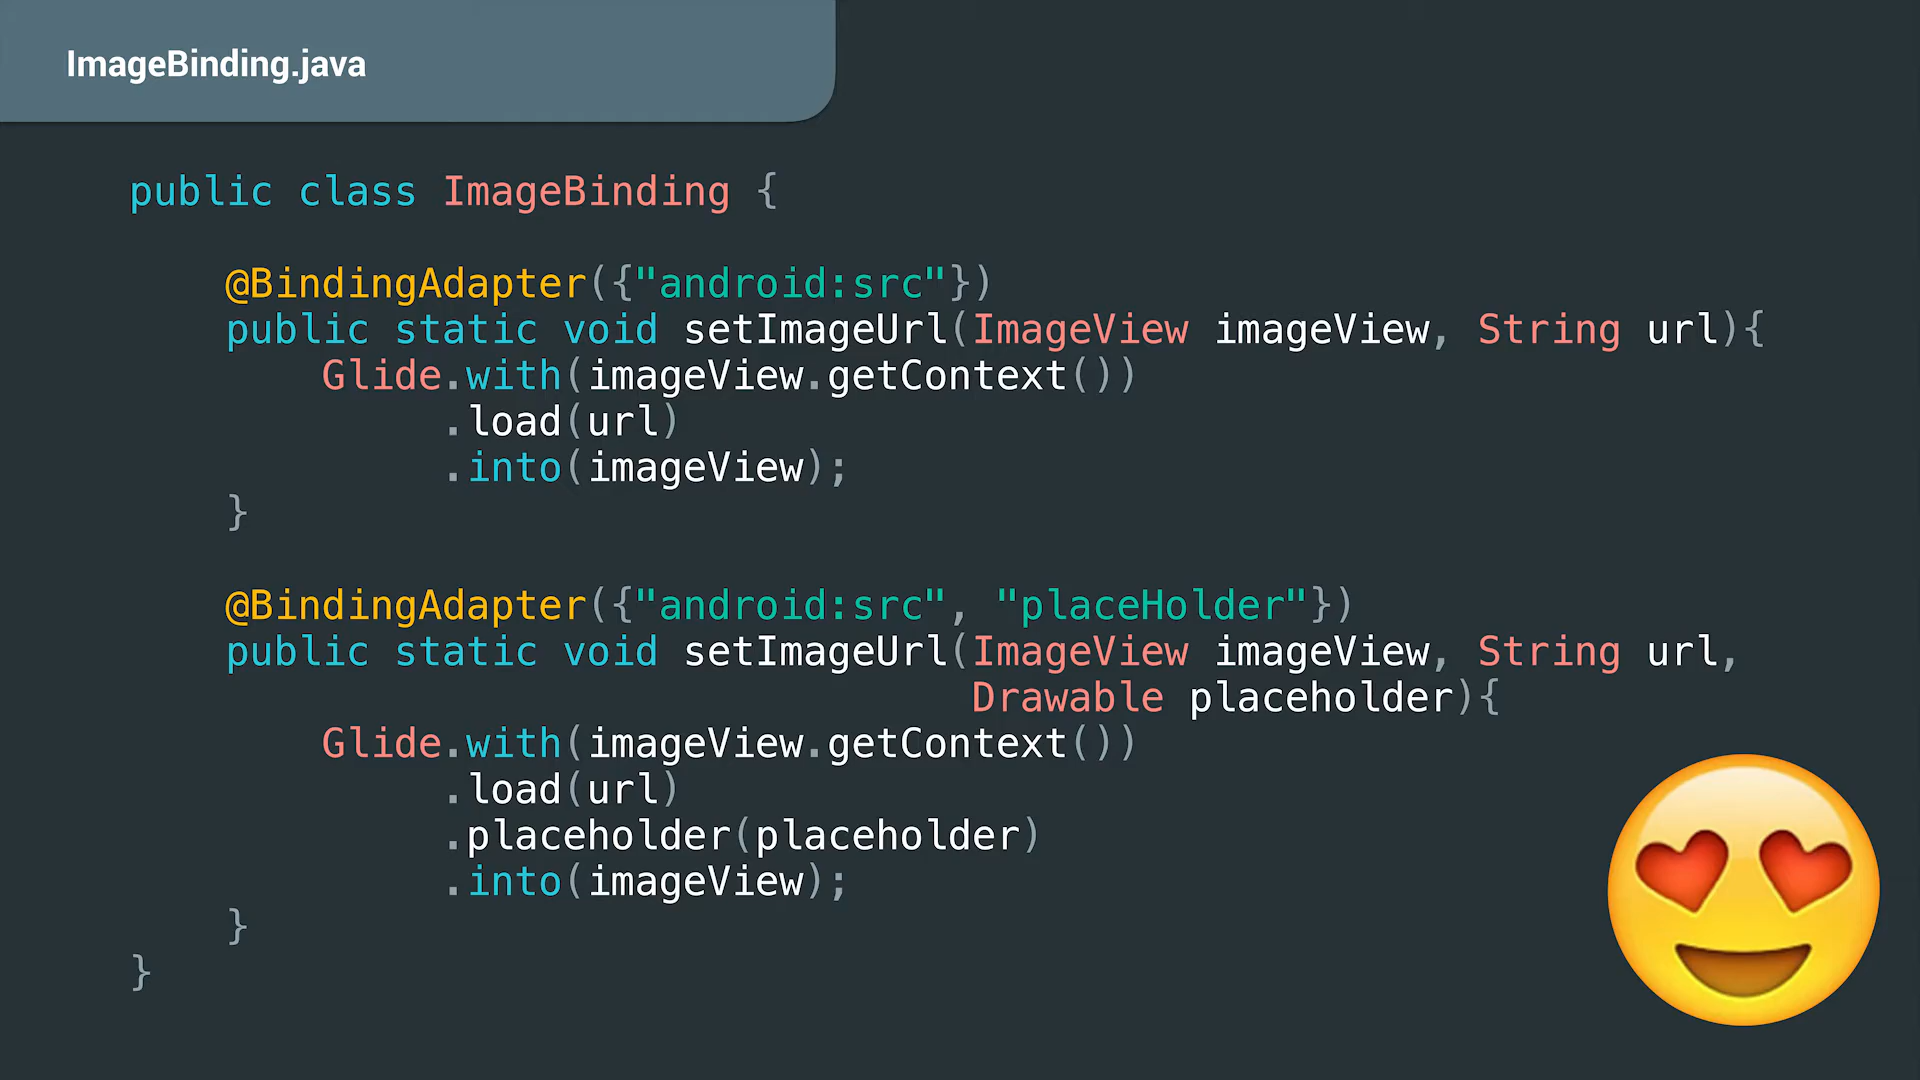 ImageBinding.java
public class ImageBinding {
@BindingAdapter({"android:src"})
public static void setImageUrl(ImageView imageView, String url){
Glide.with(imageView.getContext())
.load(url)
.into(imageView);
}
@BindingAdapter({"android:src", "placeHolder"})
public static void setImageUrl(ImageView imageView, String url,
Drawable placeholder){
Glide.with(imageView.getContext())
.load(url)
.placeholder(placeholder)
.into(imageView);
}
}